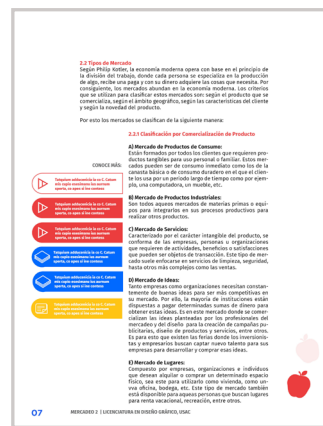 2.2 Tipos de Mercado
Según Philip Kotler, la economía moderna opera con base en el principio de
la división del trabajo, donde cada persona se especializa en la producción
de algo, recibe una paga y con su dinero adquiere las cosas que necesita. Por
consiguiente, los mercados abundan en la economía moderna. Los criterios
que se utilizan para clasificar estos mercados son: según el producto que se
comercializa, según el ámbito geográfico, según las características del cliente
y según la novedad del producto.
Por esto los mercados se clasifican de la siguiente manera:
2.2.1 Clasificación por Comercialización de Producto
A) Mercado de Productos de Consumo:
Están formados por todos los clientes que requieren pro-
ductos tangibles para uso personal o familiar. Estos mer-
cados pueden ser de consumo inmediato como los de la
canasta básica o de consumo duradero en el que el clien-
te los usa por un período largo de tiempo como por ejem-
plo, una computadora, un mueble, etc.
B) Mercado de Productos Industriales:
Son todos aquellos mercados de materias primas o equi-
pos para integrarlos en sus procesos productivos para
realizar otros productos.
C) Mercado de Servicios:
Caracterizado por el carácter intangible del producto, se
conforma de las empresas, personas u organizaciones
que requieren de actividades, beneficios o satisfacciones
que pueden ser objetos de transacción. Este tipo de mer-
cado suele enfocarse en servicios de limpieza, seguridad,
hasta otros más complejos como las ventas.
D) Mercado de Ideas:
Tanto empresas como organizaciones necesitan constan-
temente de buenas ideas para ser más competitivas en
su mercado. Por ello, la mayoría de instituciones están
dispuestas a pagar determinadas sumas de dinero para
obtener estas ideas. Es en este mercado donde se comer-
cializan las ideas planteadas por los profesionales del
mercadeo y del diseño para la creación de campañas pu-
blicitarias, diseño de productos y servicios, entre otros.
Es para esto que existen las ferias donde los inversionis-
tas y empresarios buscan captar nuevo talento para sus
empresas para desarrollar y comprar esas ideas.
E) Mercado de Lugares:
Compuesto por empresas, organizaciones e individuos
que desean alquilar o comprar un determinado espacio
físico, sea este para utilizarlo como vivienda, como un-
vva oficina, bodega, etc. Este tipo de mercado también
está disponible para aquellas personas que buscan lugares
para renta vacacional, recreación, entre otros.
CONOCE MÁS:
07
MERCADEO 2 | LICENCIATURA EN DISEÑO GRÁFICO, USAC